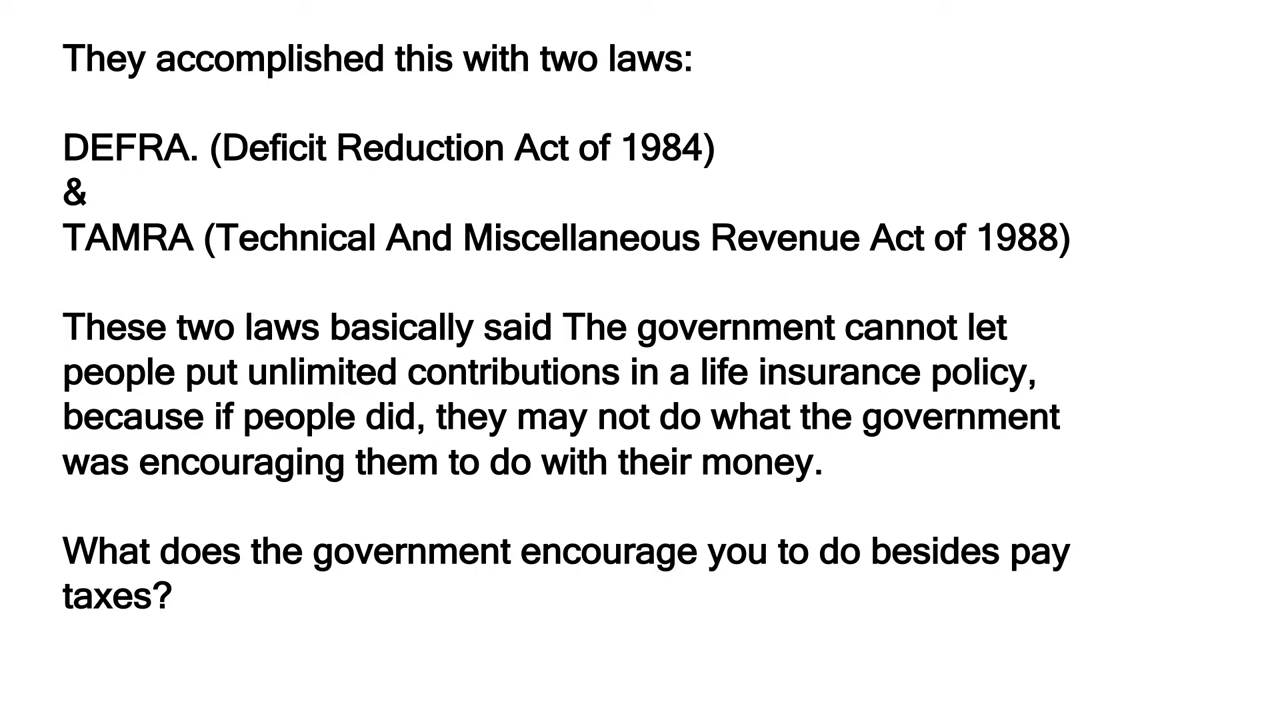 They accomplished this with two laws:
DEFRA. (Deficit Reduction Act of 1984)
&
TAMRA (Technical And Miscellaneous Revenue Act of 1988)
These two laws basically said The government cannot let
people put unlimited contributions in a life insurance policy,
because if people did, they may not do what the government
was encouraging them to do with their money.
What does the government encourage you to do besides pay
taxes?